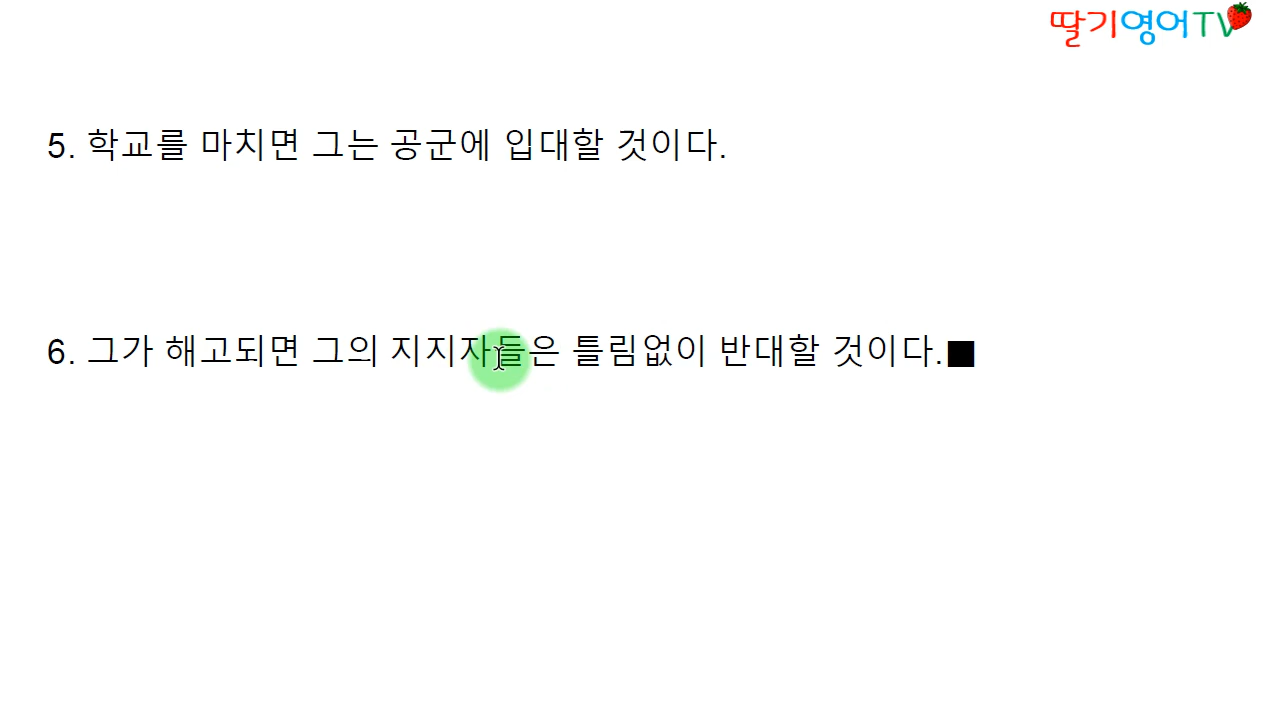 딸기영어TV
5. 학교를 마치면 그는 공군에 입대할 것이다.
6. 그가 해고되면 그의 지지자들은 틀림없이 반대할 것이다.■